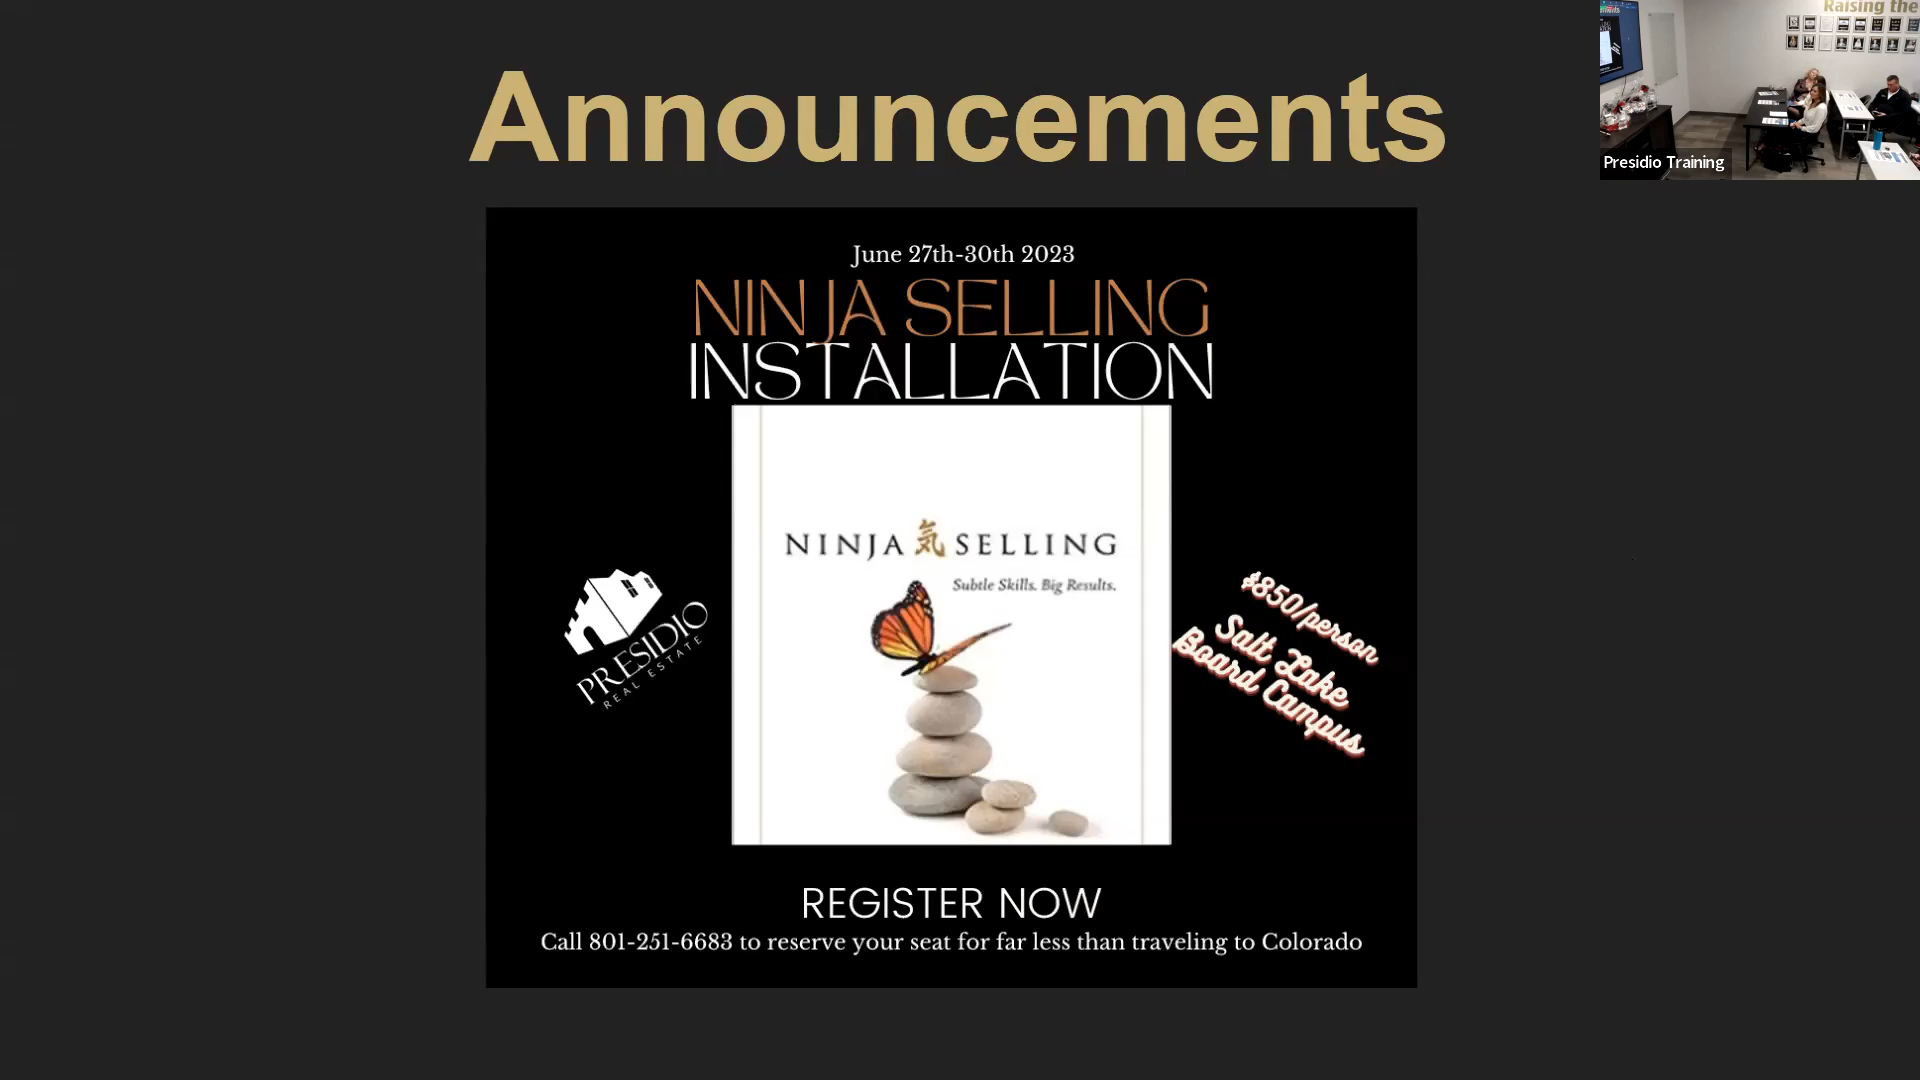 Announcements
Raising the
Presidio Training
June 27th-30th 2023
NINJA SELLING
INSTALLATION
NINJA 気 SELLING
Subtle Skills. Big Results.
PRESIDIO
REAL ESTATE
$850/person
Salt Lake
Board Campus
REGISTER NOW
Call 801-251-6683 to reserve your seat for far less than traveling to Colorado